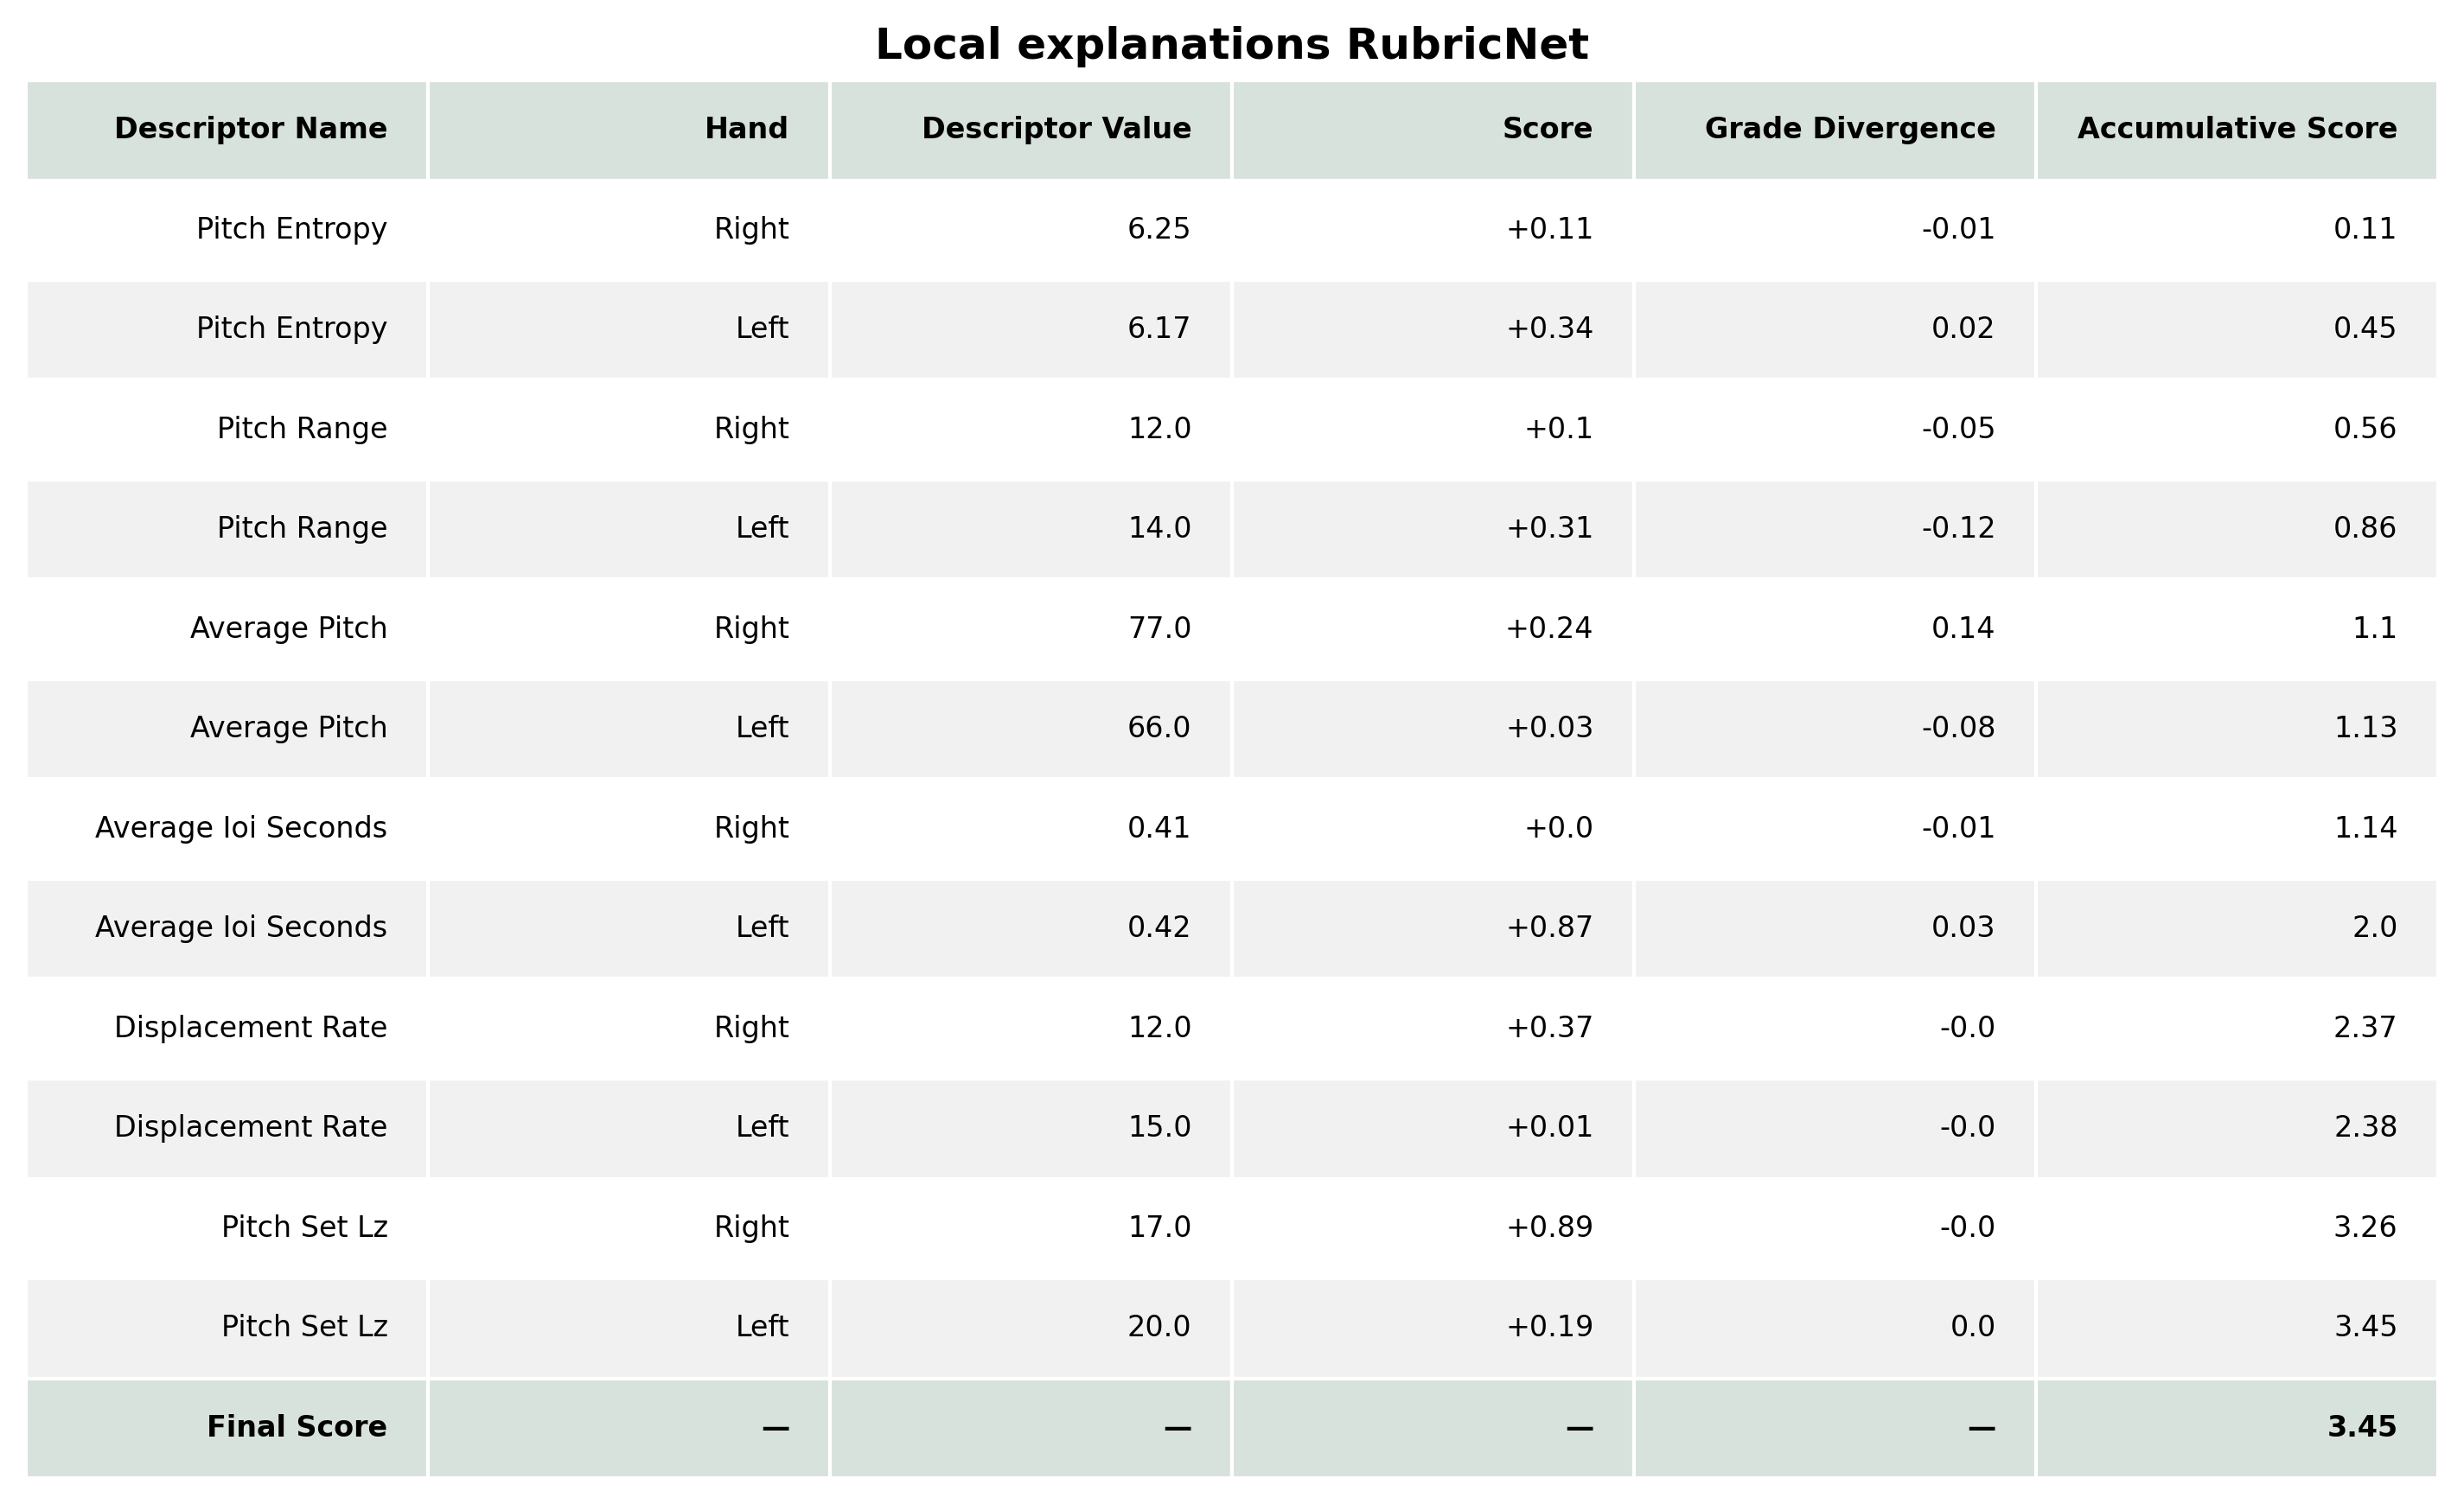 Local explanations RubricNet
Descriptor Name Hand Descriptor Value Score Grade Divergence Accumulative Score
Pitch Entropy Right 6.25 +0.11 -0.01 0.11
Pitch Entropy Left 6.17 +0.34 0.02 0.45
Pitch Range Right 12.0 +0.1 -0.05 0.56
Pitch Range Left 14.0 +0.31 -0.12 0.86
Average Pitch Right 77.0 +0.24 0.14 1.1
Average Pitch Left 66.0 +0.03 -0.08 1.13
Average Ioi Seconds Right 0.41 +0.0 -0.01 1.14
Average Ioi Seconds Left 0.42 +0.87 0.03 2.0
Displacement Rate Right 12.0 +0.37 -0.0 2.37
Displacement Rate Left 15.0 +0.01 -0.0 2.38
Pitch Set Lz Right 17.0 +0.89 -0.0 3.26
Pitch Set Lz Left 20.0 +0.19 0.0 3.45
Final Score — — — — 3.45